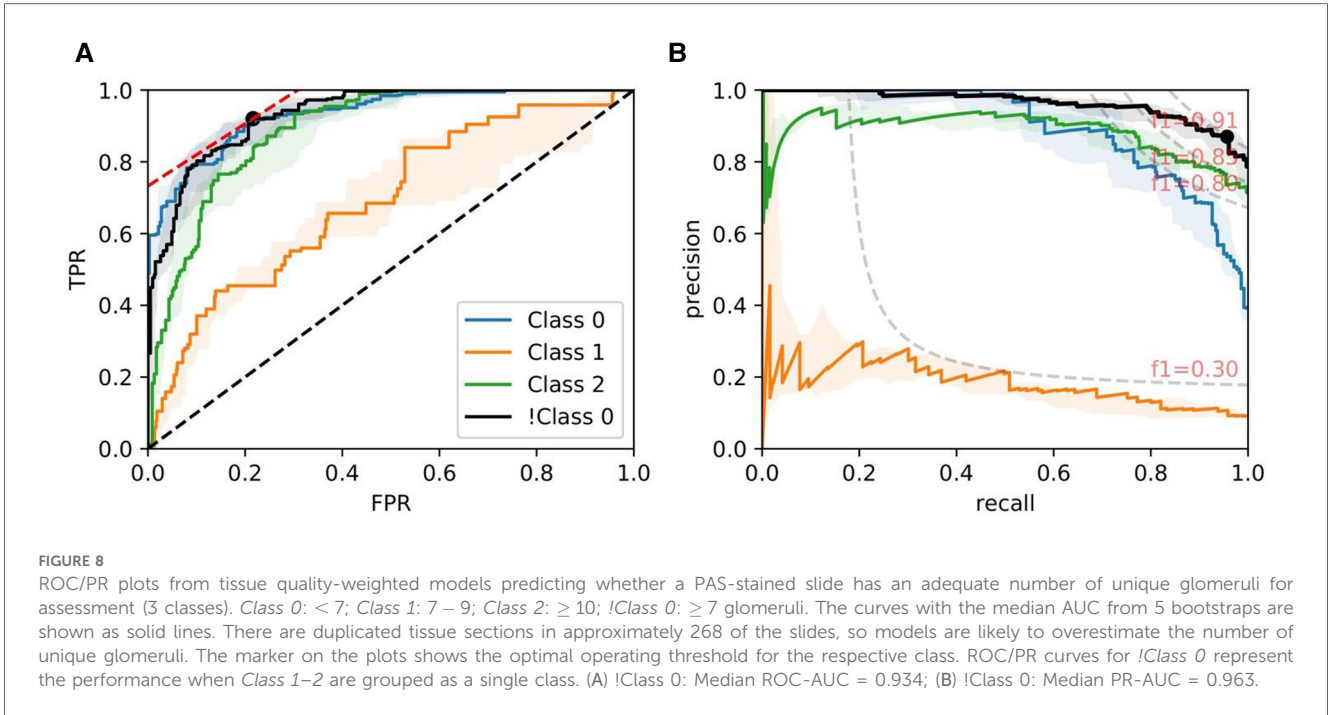 A
B
1.0
0.8
0.6
0.4
0.2
0.0
TPR
0.0
0.2
0.4
0.6
0.8
1.0
FPR
Class 0
Class 1
Class 2
!Class 0
1.0
0.8
0.6
0.4
0.2
0.0
precision
0.0
0.2
0.4
0.6
0.8
1.0
recall
f1=0.91
f1=0.85
f1=0.80
f1=0.30
FIGURE 8
ROC/PR plots from tissue quality-weighted models predicting whether a PAS-stained slide has an adequate number of unique glomeruli for
assessment (3 classes). Class 0: < 7; Class 1: 7 – 9; Class 2: ≥ 10; !Class 0: ≥ 7 glomeruli. The curves with the median AUC from 5 bootstraps are
shown as solid lines. There are duplicated tissue sections in approximately 268 of the slides, so models are likely to overestimate the number of
unique glomeruli. The marker on the plots shows the optimal operating threshold for the respective class. ROC/PR curves for !Class 0 represent
the performance when Class 1–2 are grouped as a single class. (A) !Class 0: Median ROC-AUC = 0.934; (B) !Class 0: Median PR-AUC = 0.963.